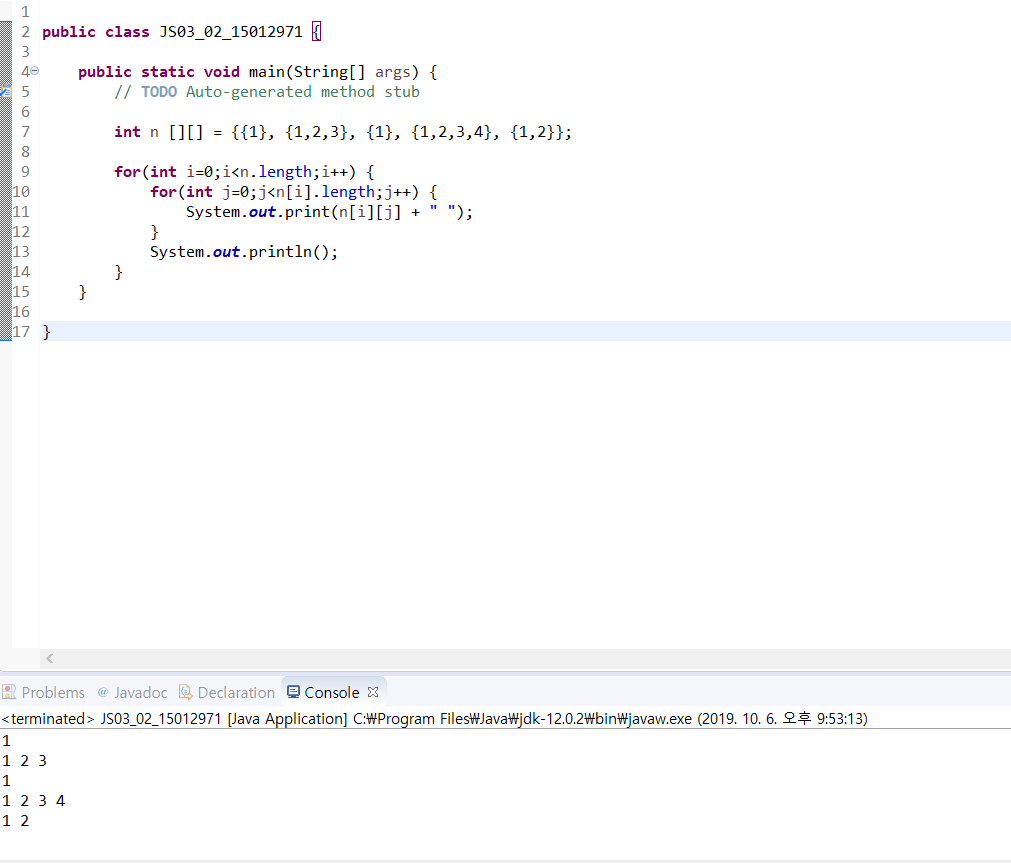 1
2 public class JS03_02_15012971 {
3
4 public static void main(String[] args) {
5 // TODO Auto-generated method stub
6
7 int n [][] = {{1}, {1,2,3}, {1}, {1,2,3,4}, {1,2}};
8
9 for(int i=0;i<n.length;i++) {
10 for(int j=0;j<n[i].length;j++) {
11 System.out.print(n[i][j] + " ");
12 }
13 System.out.println();
14 }
15 }
16
17 }
Problems @ Javadoc Declaration Console
<terminated> JS03_02_15012971 [Java Application] C:₩Program Files₩Java₩jdk-12.0.2₩bin₩javaw.exe (2019. 10. 6. 오후 9:53:13)
1
1 2 3
1
1 2 3 4
1 2